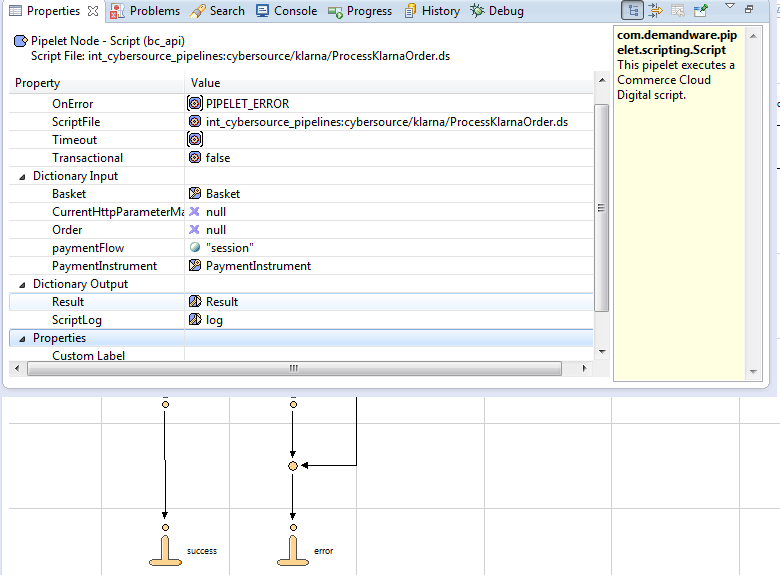 Properties Problems Search Console Progress History Debug
Pipelet Node - Script (bc_api)
Script File: int_cybersource_pipelines:cybersource/klarna/ProcessKlarnaOrder.ds
Property Value
OnError PIPELET_ERROR
ScriptFile int_cybersource_pipelines:cybersource/klarna/ProcessKlarnaOrder.ds
Timeout
Transactional false
Dictionary Input
Basket Basket
CurrentHttpParameterMa null
Order null
paymentFlow "session"
PaymentInstrument PaymentInstrument
Dictionary Output
Result Result
ScriptLog log
Properties
Custom Label
com.demandware.pip
elet.scripting.Script
This pipelet executes a
Commerce Cloud
Digital script.
success error